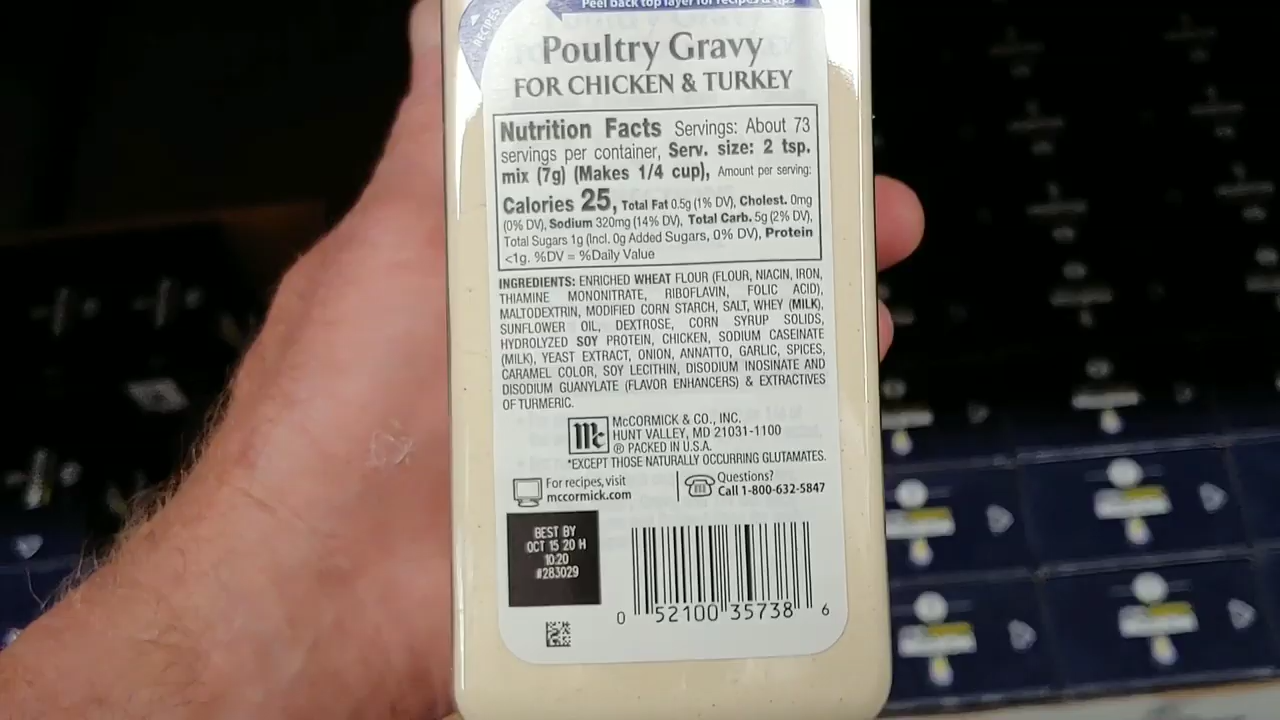 Peel back top layer for recipes & tips
RECIPES
Poultry Gravy
FOR CHICKEN & TURKEY
Nutrition Facts Servings: About 73
servings per container, Serv. size: 2 tsp.
mix (7g) (Makes 1/4 cup), Amount per serving:
Calories 25, Total Fat 0.5g (1% DV), Cholest. 0mg
(0% DV), Sodium 320mg (14% DV), Total Carb. 5g (2% DV),
Total Sugars 1g (Incl. 0g Added Sugars, 0% DV), Protein
<1g. %DV = %Daily Value
INGREDIENTS: ENRICHED WHEAT FLOUR (FLOUR, NIACIN, IRON,
THIAMINE MONONITRATE, RIBOFLAVIN, FOLIC ACID),
MALTODEXTRIN, MODIFIED CORN STARCH, SALT, WHEY (MILK),
SUNFLOWER OIL, DEXTROSE, CORN SYRUP SOLIDS,
HYDROLYZED SOY PROTEIN, CHICKEN, SODIUM CASEINATE
(MILK), YEAST EXTRACT, ONION, ANNATTO, GARLIC, SPICES,
CARAMEL COLOR, SOY LECITHIN, DISODIUM INOSINATE AND
DISODIUM GUANYLATE (FLAVOR ENHANCERS) & EXTRACTIVES
OF TURMERIC.
Mc
McCORMICK & CO., INC.
HUNT VALLEY, MD 21031-1100
® PACKED IN U.S.A.
*EXCEPT THOSE NATURALLY OCCURRING GLUTAMATES.
For recipes, visit
mccormick.com
Questions?
Call 1-800-632-5847
BEST BY
OCT 15 20 H
10:20
#283029
0 52100 35738 6